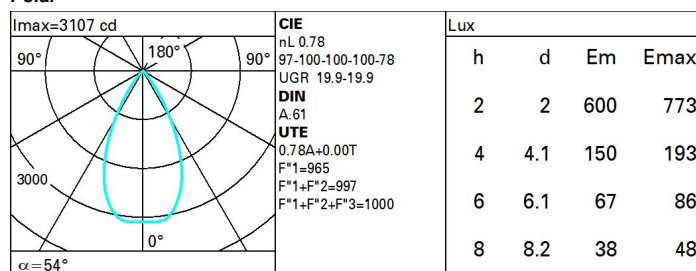 Imax=3107 cd
90° 180° 90°
3000
0°
α=54°
CIE
nL 0.78
97-100-100-100-78
UGR 19.9-19.9
DIN
A.61
UTE
0.78A+0.00T
F"1=965
F"1+F"2=997
F"1+F"2+F"3=1000
Lux
h d Em Emax
2 2 600 773
4 4.1 150 193
6 6.1 67 86
8 8.2 38 48